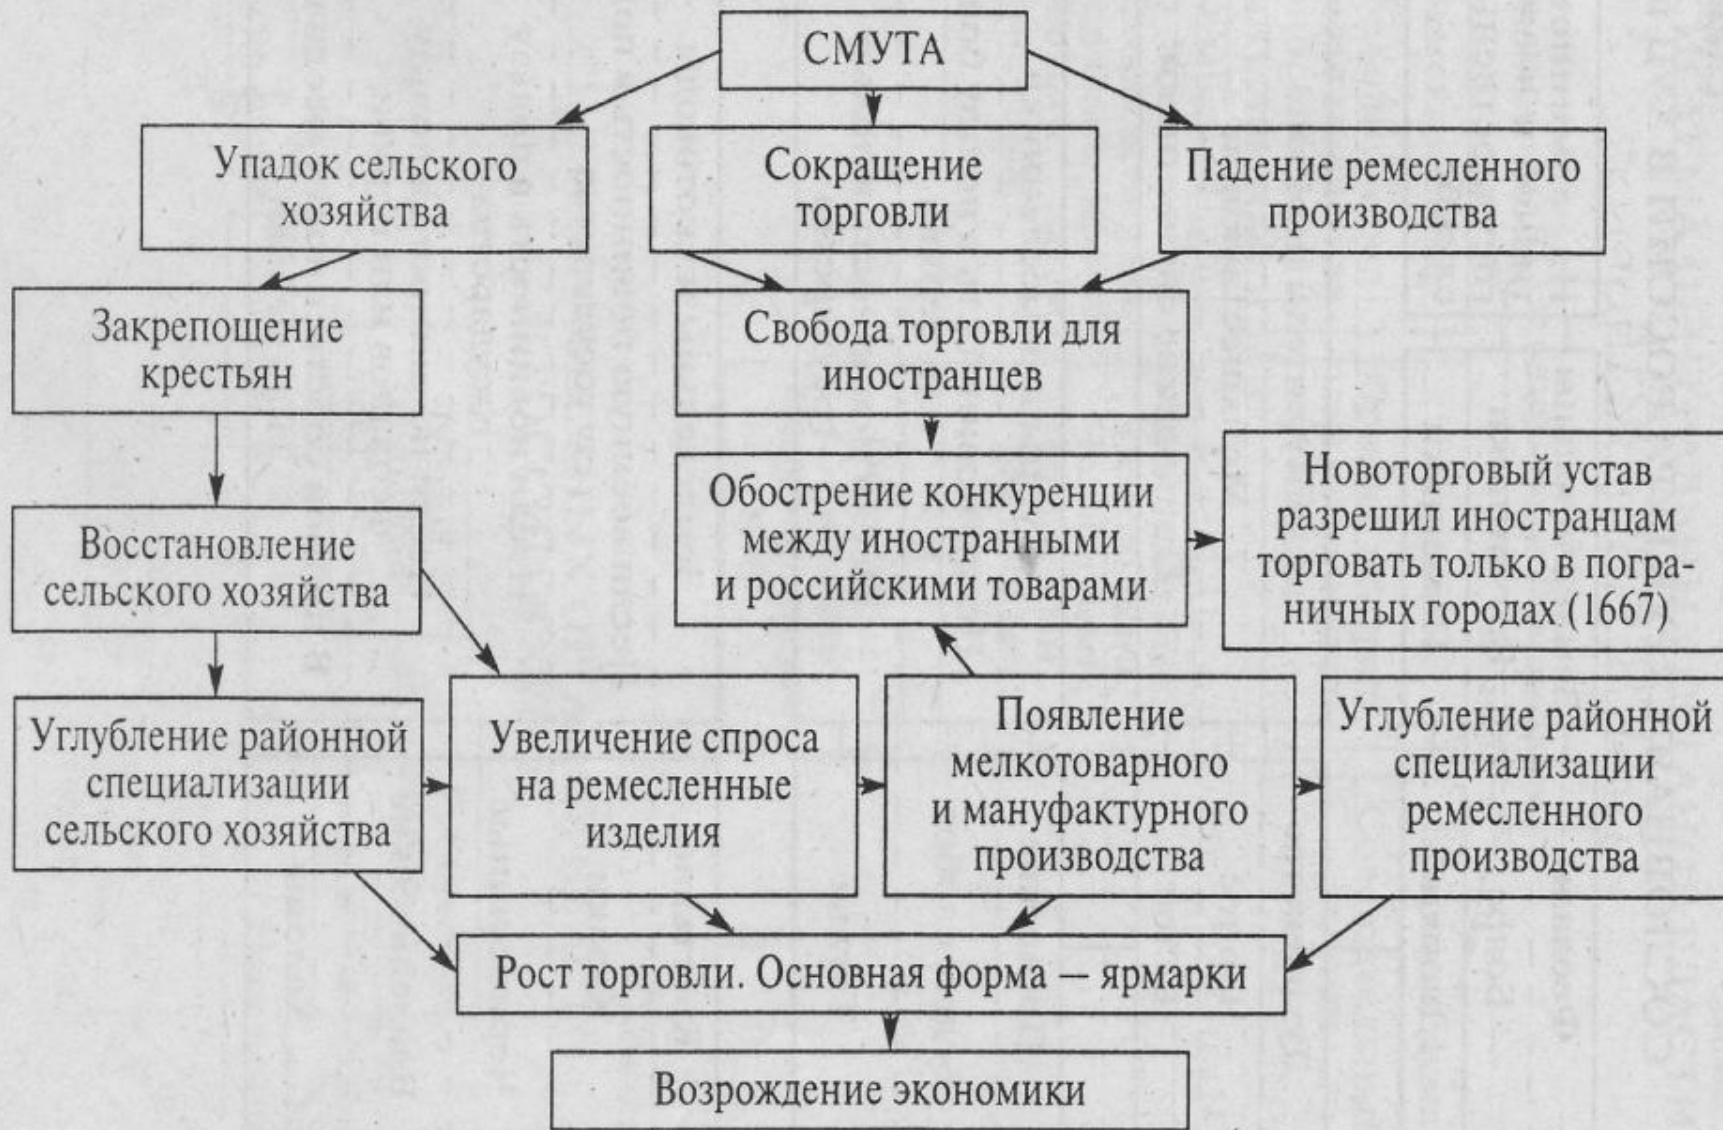 СМУТА
Упадок сельского
хозяйства
Сокращение
торговли
Падение ремесленного
производства
Закрепощение
крестьян
Свобода торговли для
иностранцев
Обострение конкуренции
между иностранными
и российскими товарами
Новоторговый устав
разрешил иностранцам
торговать только в погра-
ничных городах (1667)
Восстановление
сельского хозяйства
Углубление районной
специализации
сельского хозяйства
Увеличение спроса
на ремесленные
изделия
Появление
мелкотоварного
и мануфактурного
производства
Углубление районной
специализации
ремесленного
производства
Рост торговли. Основная форма — ярмарки
Возрождение экономики